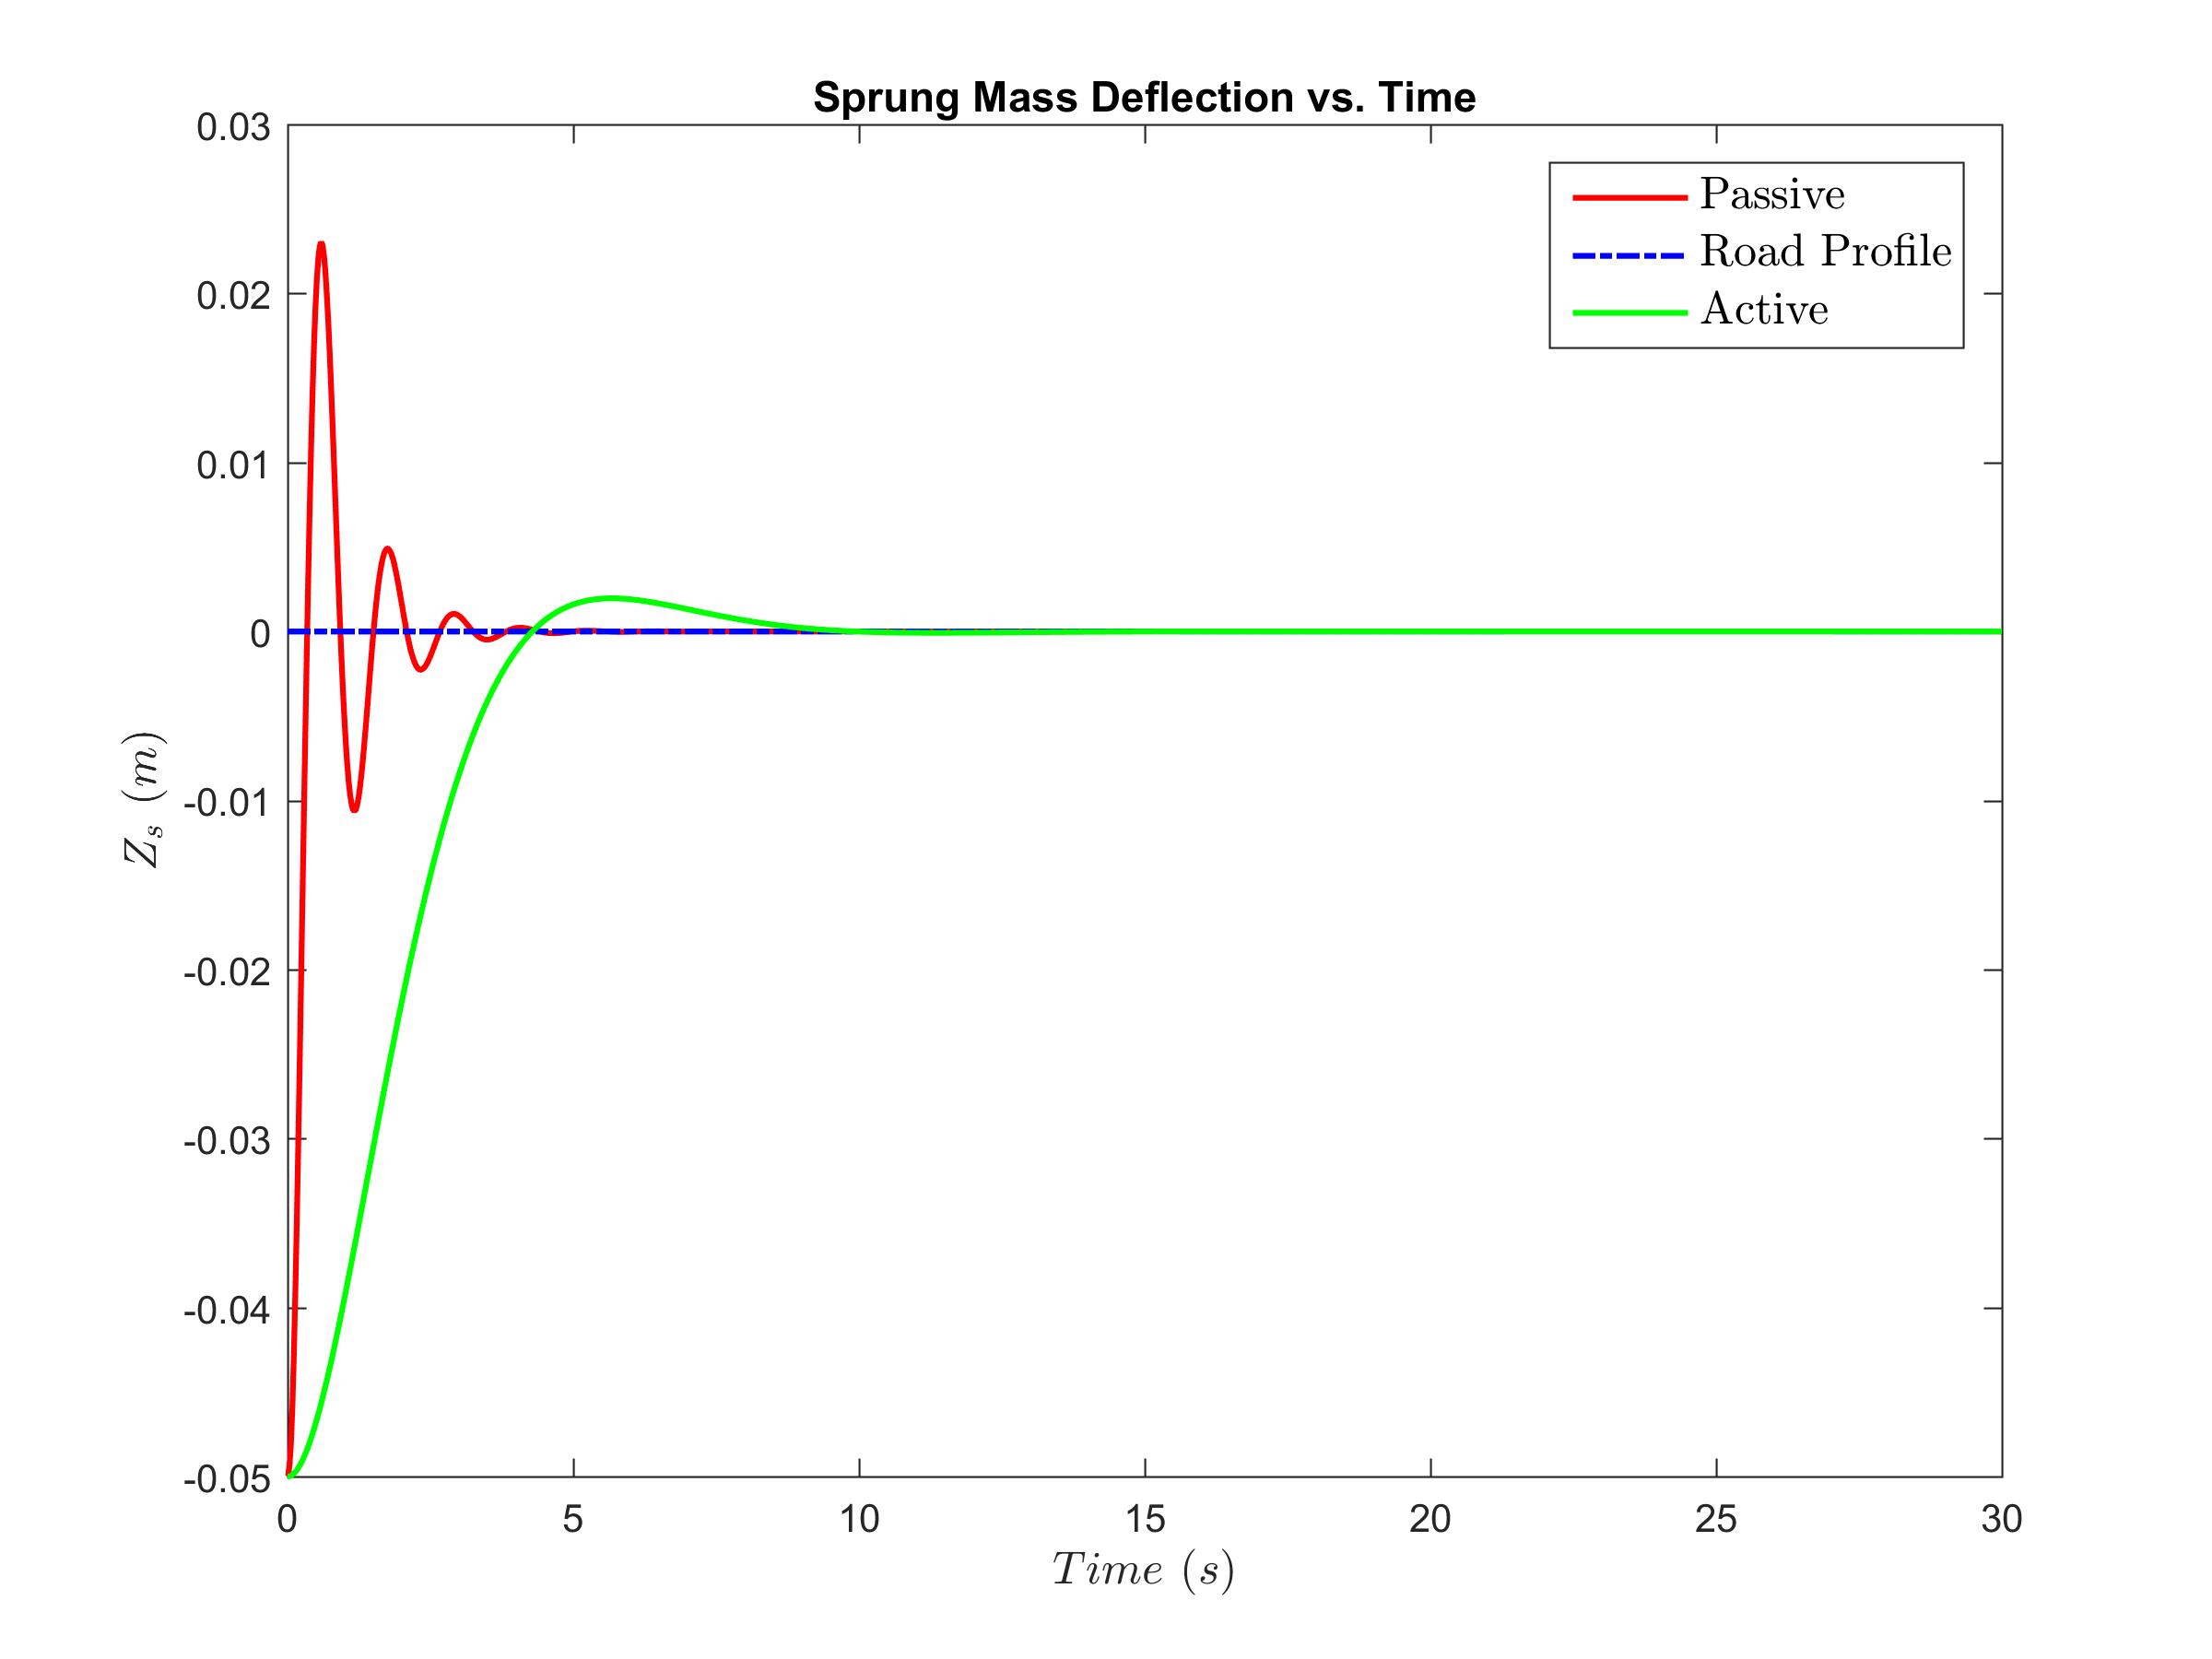 Sprung Mass Deflection vs. Time
0.03
0.02
0.01
0
-0.01
-0.02
-0.03
-0.04
-0.05
Z_s (m)
Passive
Road Profile
Active
0 5 10 15 20 25 30
Time (s)